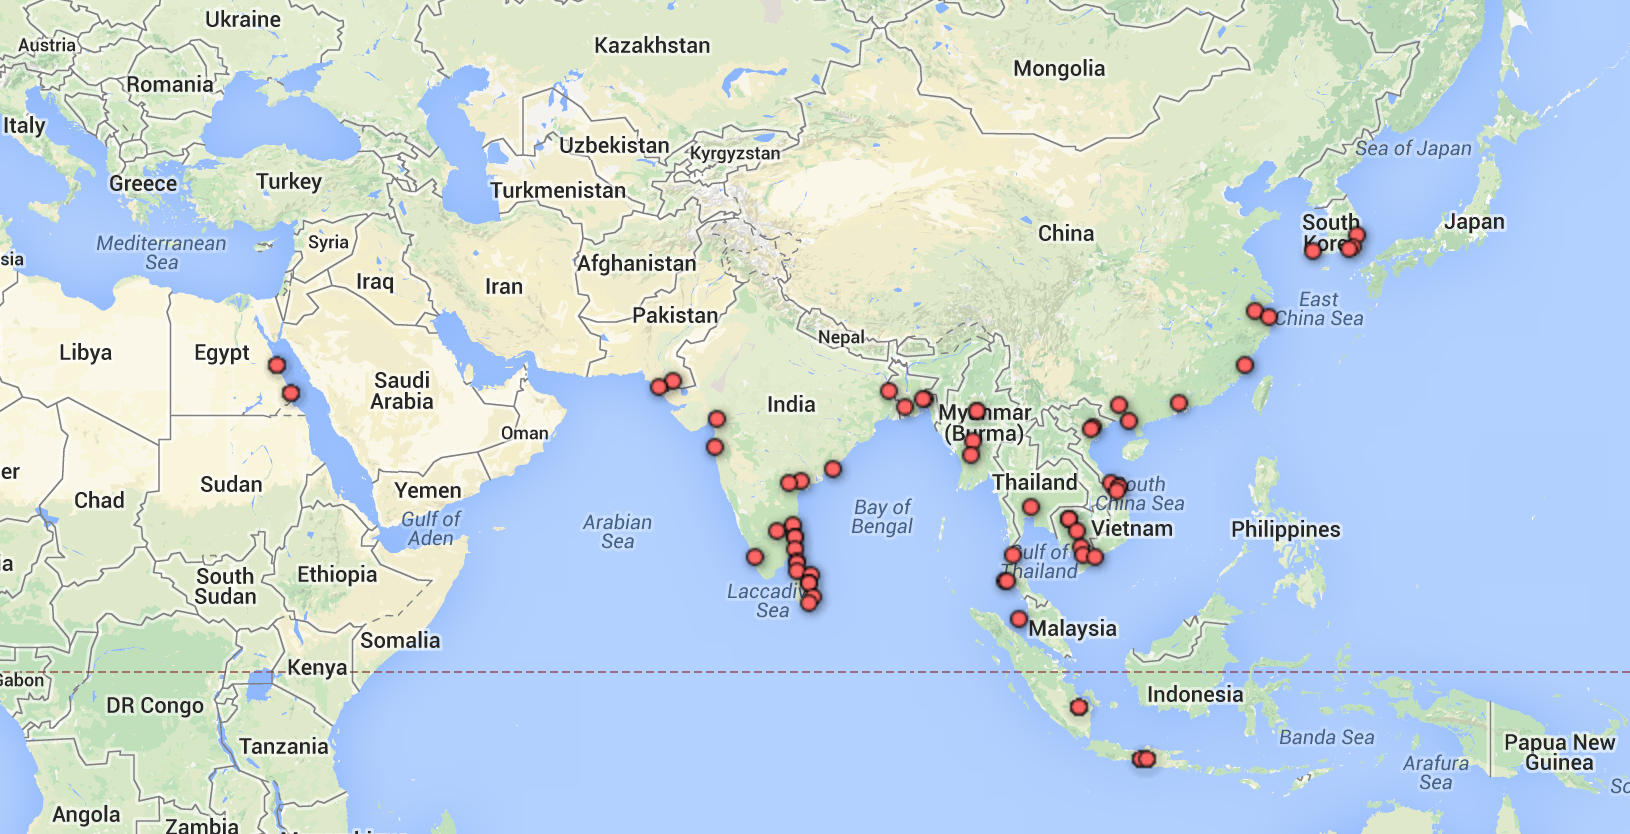 Ukraine
Austria
Kazakhstan
Mongolia
Romania
Italy
Uzbekistan
Kyrgyzstan
Sea of Japan
Greece
Turkey
Turkmenistan
South
Korea
Japan
Mediterranean
Sea
Syria
China
sia
Afghanistan
Iraq
Iran
East
China Sea
Pakistan
Nepal
Libya
Egypt
Saudi
Arabia
India
Myanmar
(Burma)
Oman
er
Chad
Sudan
Yemen
Thailand
South
China Sea
Gulf of
Aden
Arabian
Sea
Bay of
Bengal
Vietnam
Philippines
ia
South
Sudan
Ethiopia
Gulf of
Thailand
Laccadiv
Sea
Somalia
Malaysia
Kenya
Gabon
DR Congo
Indonesia
Tanzania
Banda Sea
Papua New
Guinea
Arafura
Sea
So
Angola
Zambia